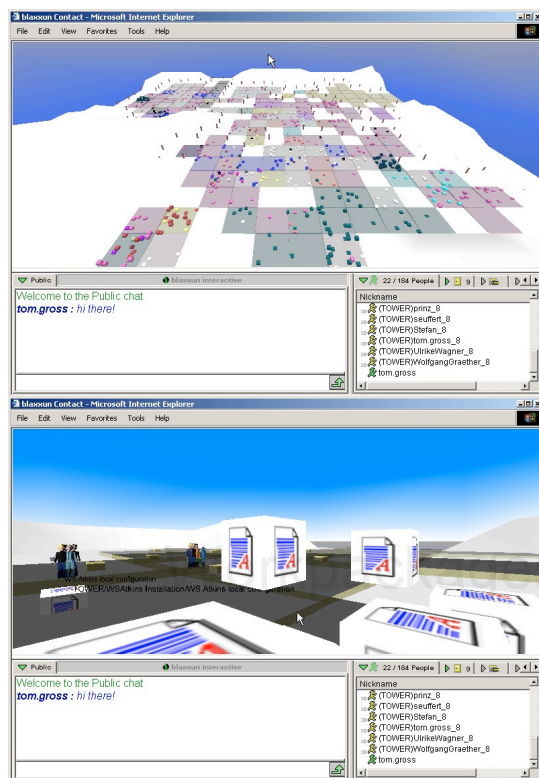 blaxxun Contact - Microsoft Internet Explorer
File Edit View Favorites Tools Help
Public
blaxxun interactive
22 / 184 People
9
Welcome to the Public chat
tom.gross : hi there!
Nickname
(TOWER)prinz_8
(TOWER)seuffert_8
(TOWER)Stefan_8
(TOWER)tom.gross_8
(TOWER)UlrikeWagner_8
(TOWER)WolfgangGraether_8
tom.gross
blaxxun Contact - Microsoft Internet Explorer
File Edit View Favorites Tools Help
WS Atkins local configuration
TOWER/WSAtkins Installation/WS Atkins local configuration
Public
blaxxun interactive
22 / 184 People
9
Welcome to the Public chat
tom.gross : hi there!
Nickname
(TOWER)prinz_8
(TOWER)seuffert_8
(TOWER)Stefan_8
(TOWER)tom.gross_8
(TOWER)UlrikeWagner_8
(TOWER)WolfgangGraether_8
tom.gross